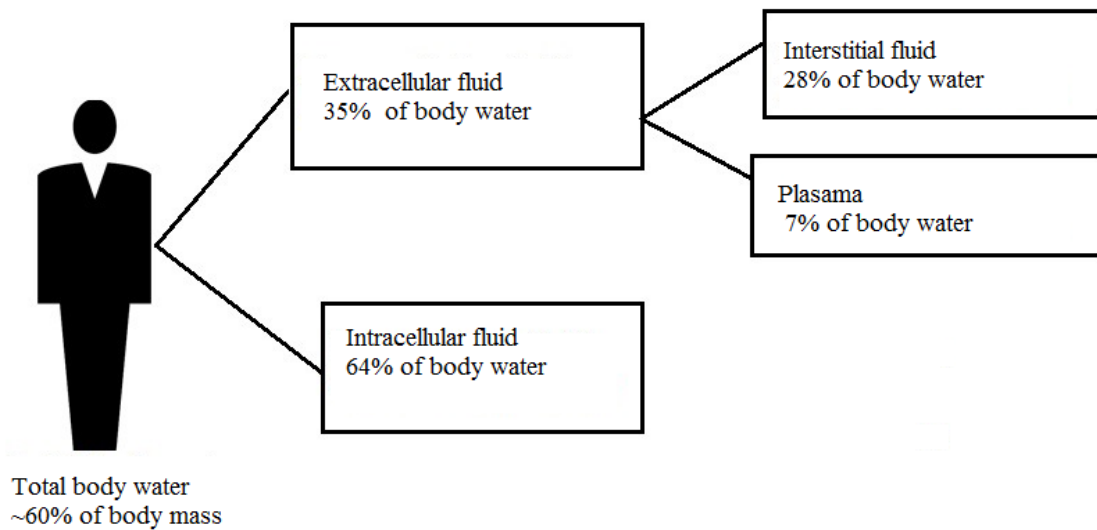 Extracellular fluid
35% of body water
Interstitial fluid
28% of body water
Plasama
7% of body water
Intracellular fluid
64% of body water
Total body water
~60% of body mass